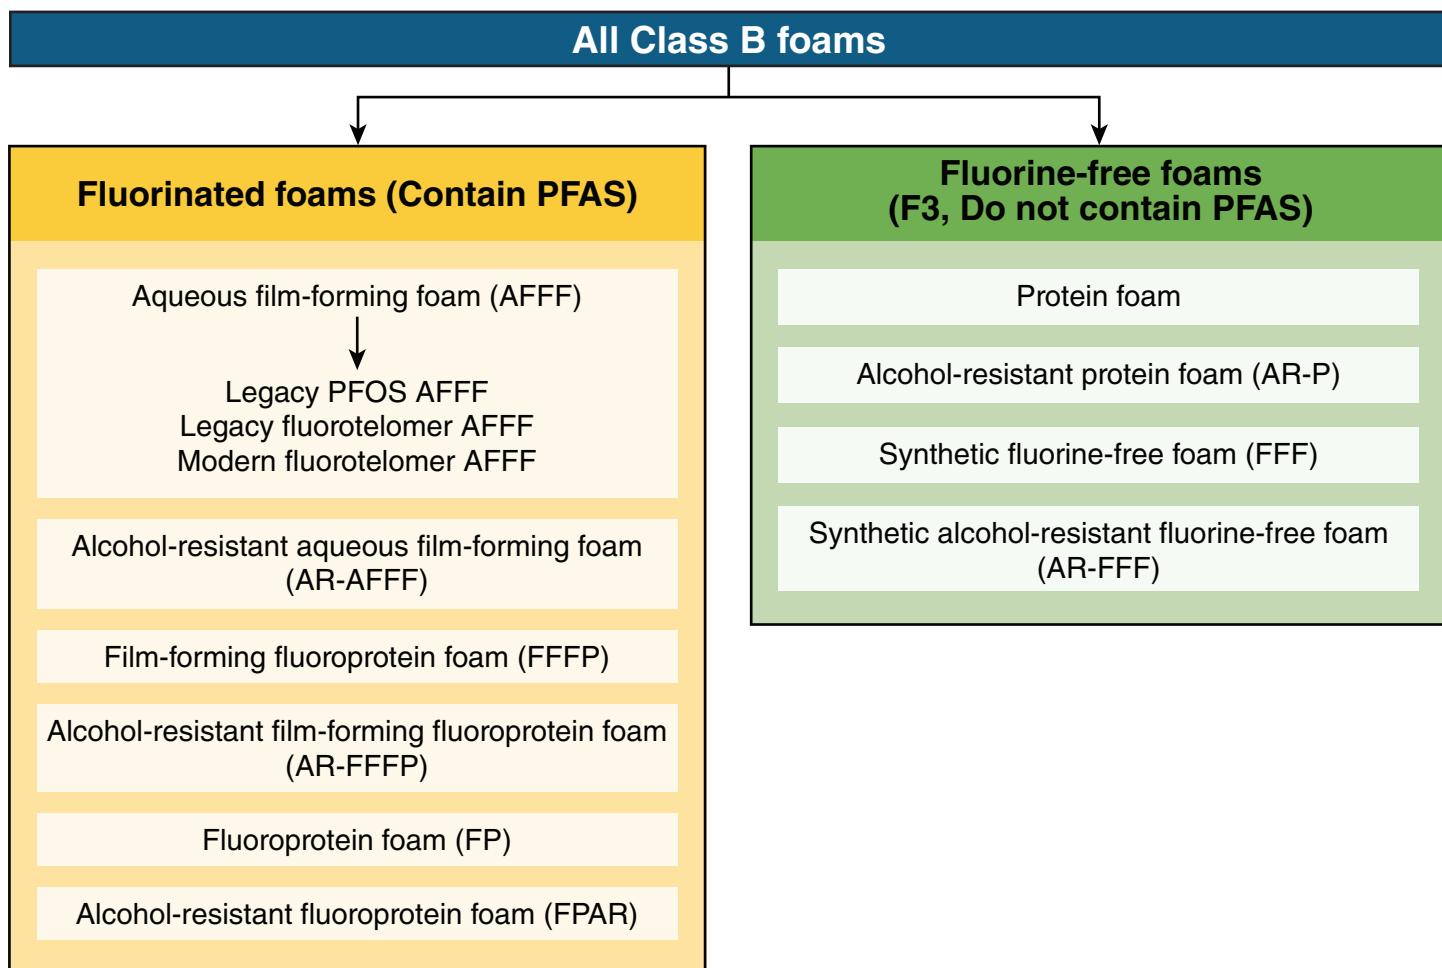 All Class B foams
Fluorinated foams (Contain PFAS)
Aqueous film-forming foam (AFFF)
Legacy PFOS AFFF
Legacy fluorotelomer AFFF
Modern fluorotelomer AFFF
Alcohol-resistant aqueous film-forming foam
(AR-AFFF)
Film-forming fluoroprotein foam (FFFP)
Alcohol-resistant film-forming fluoroprotein foam
(AR-FFFP)
Fluoroprotein foam (FP)
Alcohol-resistant fluoroprotein foam (FPAR)
Fluorine-free foams
(F3, Do not contain PFAS)
Protein foam
Alcohol-resistant protein foam (AR-P)
Synthetic fluorine-free foam (FFF)
Synthetic alcohol-resistant fluorine-free foam
(AR-FFF)